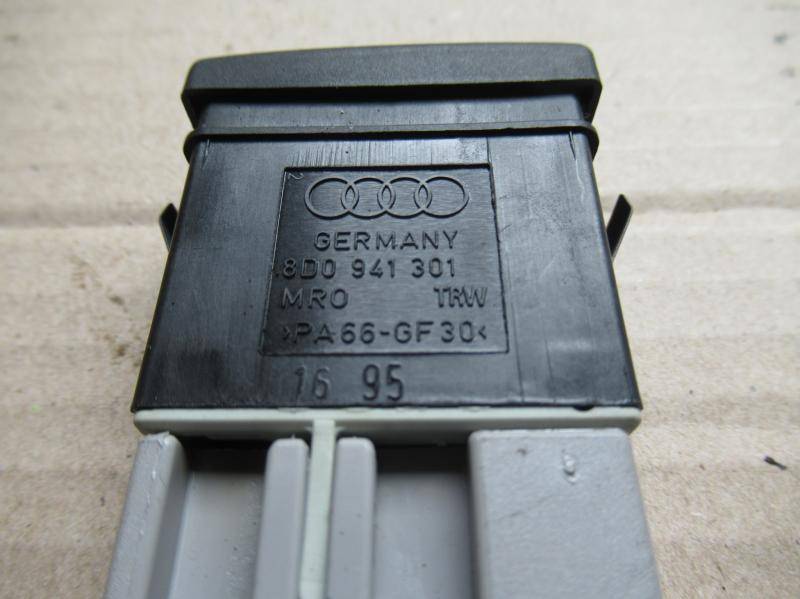 GERMANY
8D0 941 301
MRO TRW
>PA66-GF30<
16 95